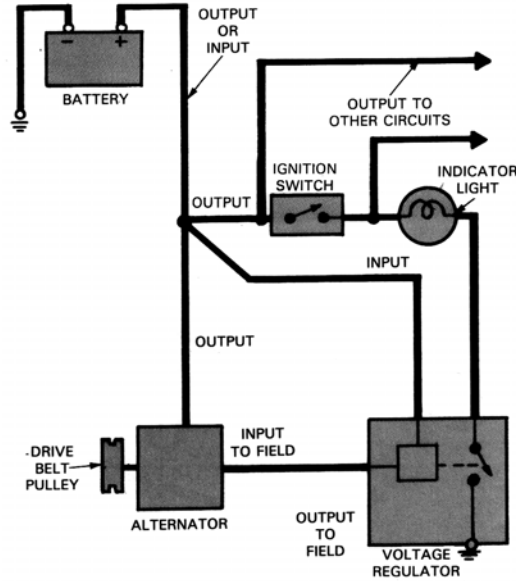 OUTPUT
OR
INPUT
- +
BATTERY
OUTPUT TO
OTHER CIRCUITS
IGNITION
SWITCH
INDICATOR
LIGHT
OUTPUT
INPUT
OUTPUT
DRIVE
BELT
PULLEY
INPUT
TO FIELD
ALTERNATOR
OUTPUT
TO
FIELD
VOLTAGE
REGULATOR